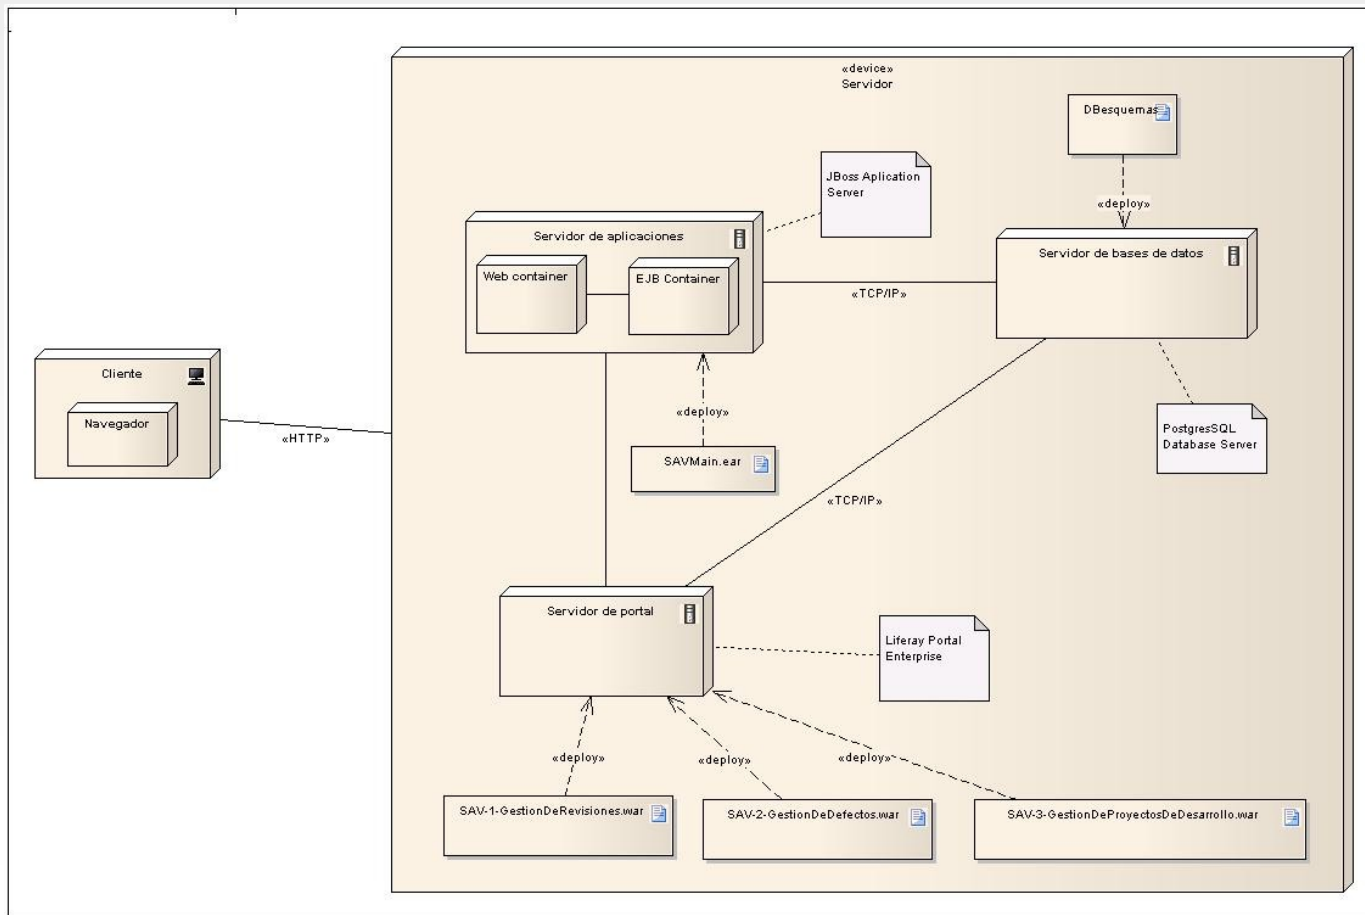 «device»
Servidor
DBesquemas
JBoss Aplication
Server
«deploy»
Servidor de aplicaciones
Web container
EJB Container
Servidor de bases de datos
«TCP/IP»
Cliente
Navegador
«HTTP»
«deploy»
SAVMain.ear
PostgresSQL
Database Server
«TCP/IP»
Servidor de portal
Liferay Portal
Enterprise
«deploy»
«deploy»
«deploy»
SAV-1-GestionDeRevisiones.war
SAV-2-GestionDeDefectos.war
SAV-3-GestionDeProyectosDeDesarrollo.war